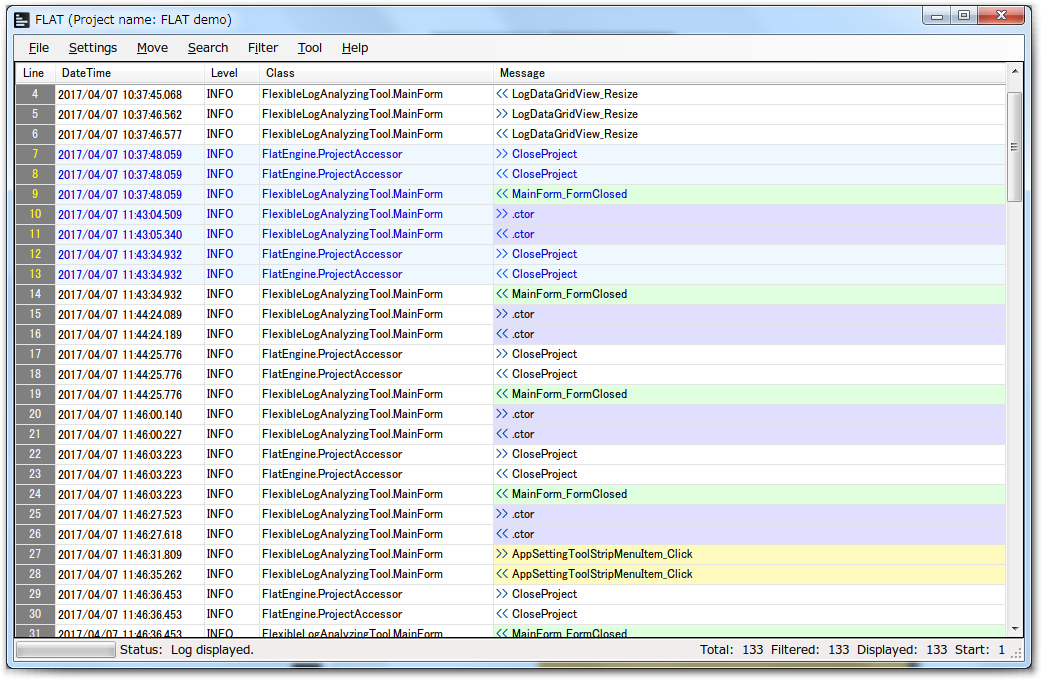 FLAT (Project name: FLAT demo)
File Settings Move Search Filter Tool Help
Line DateTime Level Class Message
4 2017/04/07 10:37:45.068 INFO FlexibleLogAnalyzingTool.MainForm << LogDataGridView_Resize
5 2017/04/07 10:37:46.562 INFO FlexibleLogAnalyzingTool.MainForm >> LogDataGridView_Resize
6 2017/04/07 10:37:46.577 INFO FlexibleLogAnalyzingTool.MainForm << LogDataGridView_Resize
7 2017/04/07 10:37:48.059 INFO FlatEngine.ProjectAccessor >> CloseProject
8 2017/04/07 10:37:48.059 INFO FlatEngine.ProjectAccessor << CloseProject
9 2017/04/07 10:37:48.059 INFO FlexibleLogAnalyzingTool.MainForm << MainForm_FormClosed
10 2017/04/07 11:43:04.509 INFO FlexibleLogAnalyzingTool.MainForm >> .ctor
11 2017/04/07 11:43:05.340 INFO FlexibleLogAnalyzingTool.MainForm << .ctor
12 2017/04/07 11:43:34.932 INFO FlatEngine.ProjectAccessor >> CloseProject
13 2017/04/07 11:43:34.932 INFO FlatEngine.ProjectAccessor << CloseProject
14 2017/04/07 11:43:34.932 INFO FlexibleLogAnalyzingTool.MainForm << MainForm_FormClosed
15 2017/04/07 11:44:24.089 INFO FlexibleLogAnalyzingTool.MainForm >> .ctor
16 2017/04/07 11:44:24.189 INFO FlexibleLogAnalyzingTool.MainForm << .ctor
17 2017/04/07 11:44:25.776 INFO FlatEngine.ProjectAccessor >> CloseProject
18 2017/04/07 11:44:25.776 INFO FlatEngine.ProjectAccessor << CloseProject
19 2017/04/07 11:44:25.776 INFO FlexibleLogAnalyzingTool.MainForm << MainForm_FormClosed
20 2017/04/07 11:46:00.140 INFO FlexibleLogAnalyzingTool.MainForm >> .ctor
21 2017/04/07 11:46:00.227 INFO FlexibleLogAnalyzingTool.MainForm << .ctor
22 2017/04/07 11:46:03.223 INFO FlatEngine.ProjectAccessor >> CloseProject
23 2017/04/07 11:46:03.223 INFO FlatEngine.ProjectAccessor << CloseProject
24 2017/04/07 11:46:03.223 INFO FlexibleLogAnalyzingTool.MainForm << MainForm_FormClosed
25 2017/04/07 11:46:27.523 INFO FlexibleLogAnalyzingTool.MainForm >> .ctor
26 2017/04/07 11:46:27.618 INFO FlexibleLogAnalyzingTool.MainForm << .ctor
27 2017/04/07 11:46:31.809 INFO FlexibleLogAnalyzingTool.MainForm >> AppSettingToolStripMenuItem_Click
28 2017/04/07 11:46:35.262 INFO FlexibleLogAnalyzingTool.MainForm << AppSettingToolStripMenuItem_Click
29 2017/04/07 11:46:36.453 INFO FlatEngine.ProjectAccessor >> CloseProject
30 2017/04/07 11:46:36.453 INFO FlatEngine.ProjectAccessor << CloseProject
31 2017/04/07 11:46:36.453 INFO FlexibleLogAnalyzingTool.MainForm << MainForm_FormClosed
Status: Log displayed. Total: 133 Filtered: 133 Displayed: 133 Start: 1